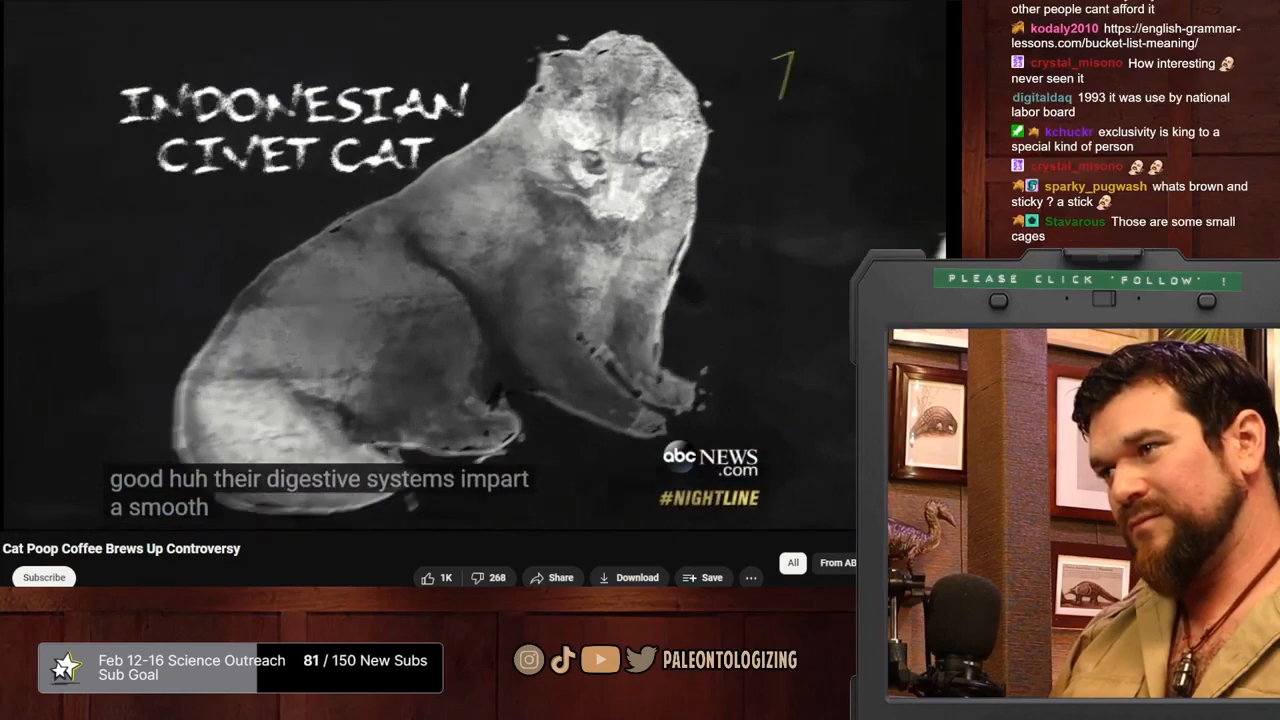 INDONESIAN
CIVET CAT
good huh their digestive systems impart
a smooth
abc NEWS
.com
#NIGHTLINE
Cat Poop Coffee Brews Up Controversy
Subscribe
1K
268
Share
Download
Save
All
From AB
other people cant afford it
kodaly2010 https://english-grammar-
lessons.com/bucket-list-meaning/
crystal_misono How interesting
never seen it
digitaldaq 1993 it was use by national
labor board
kchuckr exclusivity is king to a
special kind of person
crystal_misono
sparky_pugwash whats brown and
sticky ? a stick
Stavarous Those are some small
cages
PLEASE CLICK 'FOLLOW' !
Feb 12-16 Science Outreach
Sub Goal
81 / 150 New Subs
PALEONTOLOGIZING